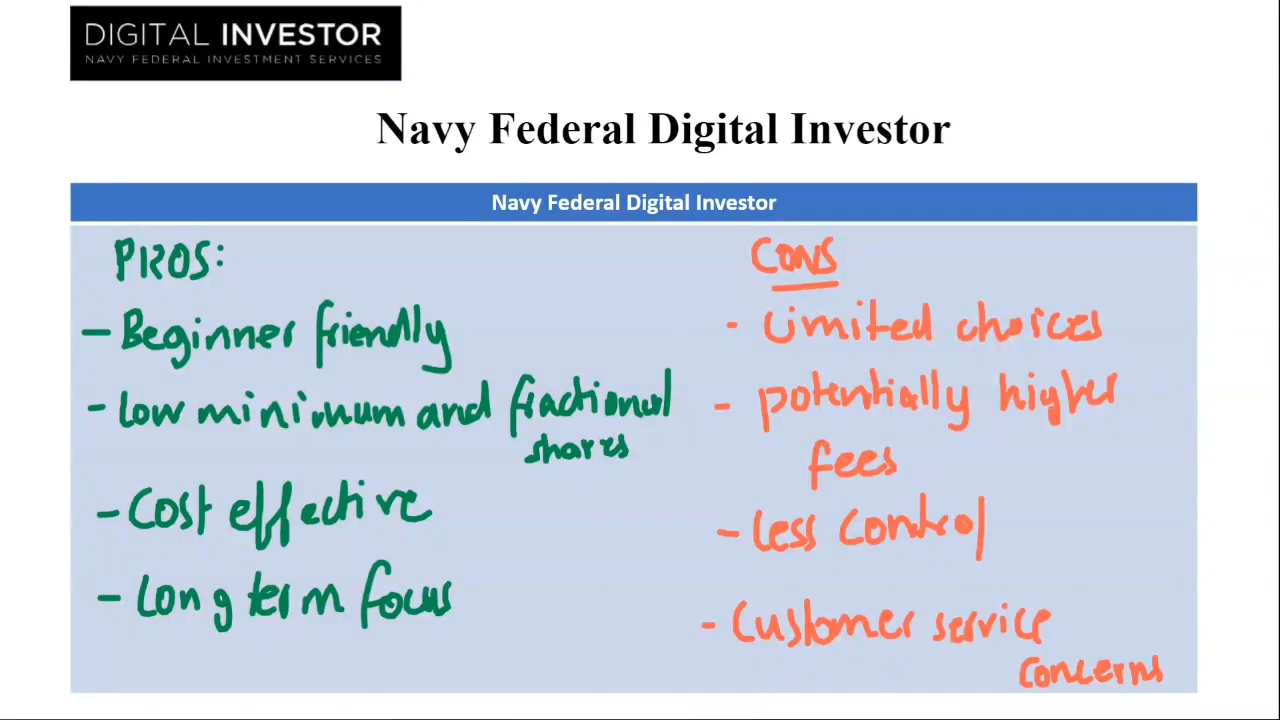 DIGITAL INVESTOR
NAVY FEDERAL INVESTMENT SERVICES
Navy Federal Digital Investor
Navy Federal Digital Investor
PROS:
- Beginner friendly
- Low minimum and fractional
shares
- Cost effective
- Long term focus
CONS
- Limited choices
- potentially higher
fees
- Less control
- Customer service
concerns